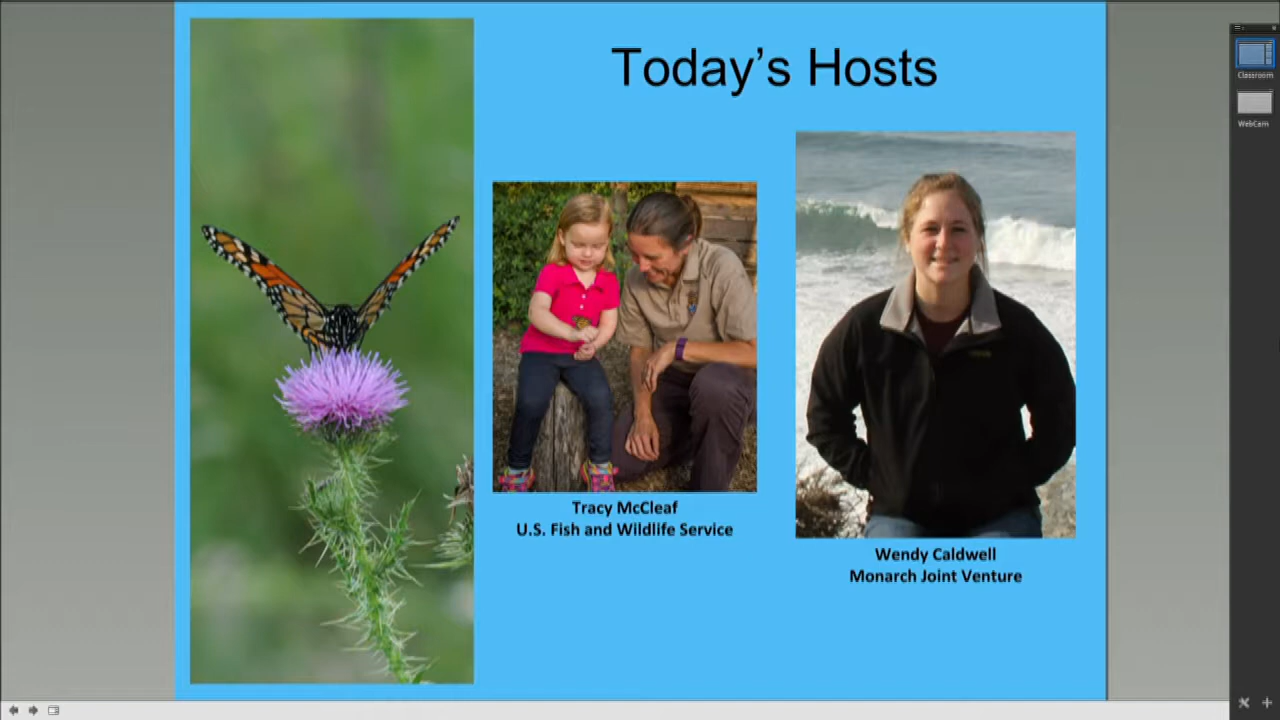 Today's Hosts
Tracy McCleaf
U.S. Fish and Wildlife Service
Wendy Caldwell
Monarch Joint Venture
Classroom
WebCam